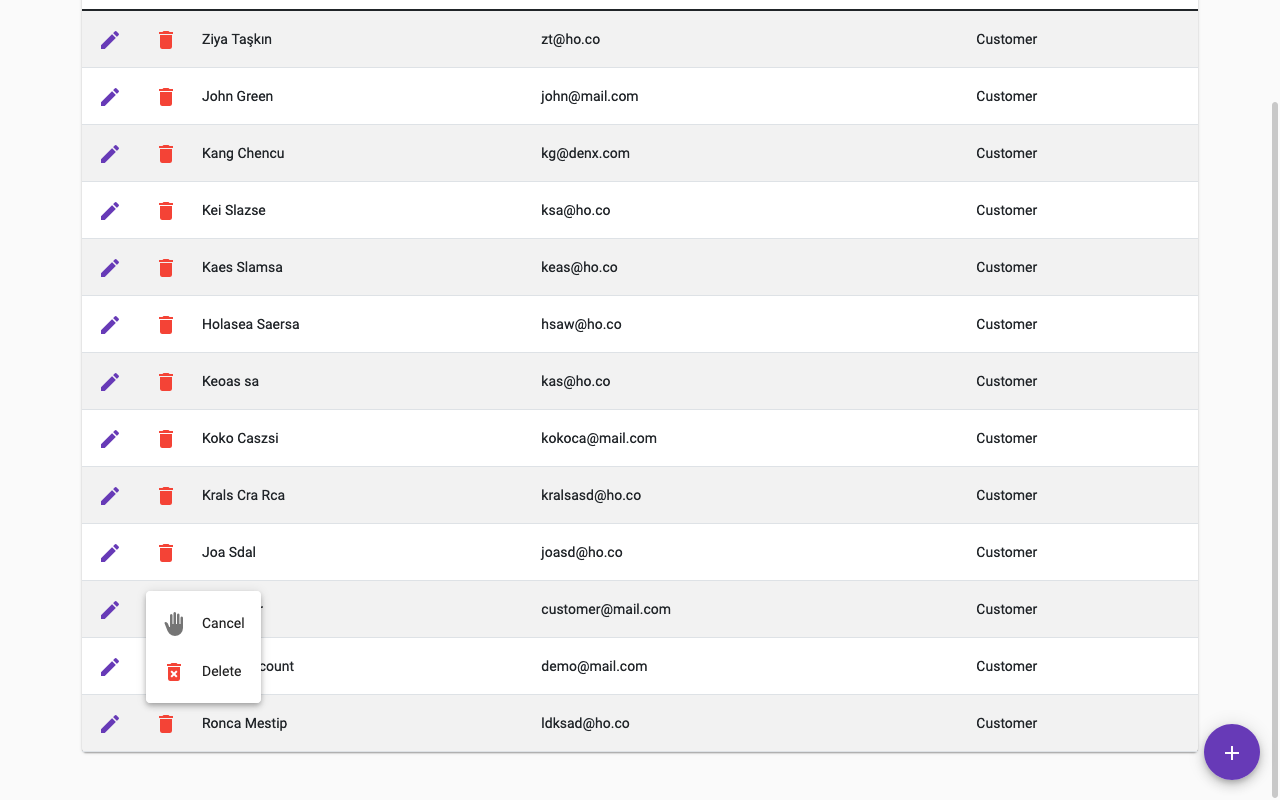 Ziya Taşkın zt@ho.co Customer
John Green john@mail.com Customer
Kang Chencu kg@denx.com Customer
Kei Slazse ksa@ho.co Customer
Kaes Slamsa keas@ho.co Customer
Holasea Saersa hsaw@ho.co Customer
Keoas sa kas@ho.co Customer
Koko Caszsi kokoca@mail.com Customer
Krals Cra Rca kralsasd@ho.co Customer
Joa Sdal joasd@ho.co Customer
customer@mail.com Customer
Cancel
count demo@mail.com Customer
Delete
Ronca Mestip ldksad@ho.co Customer